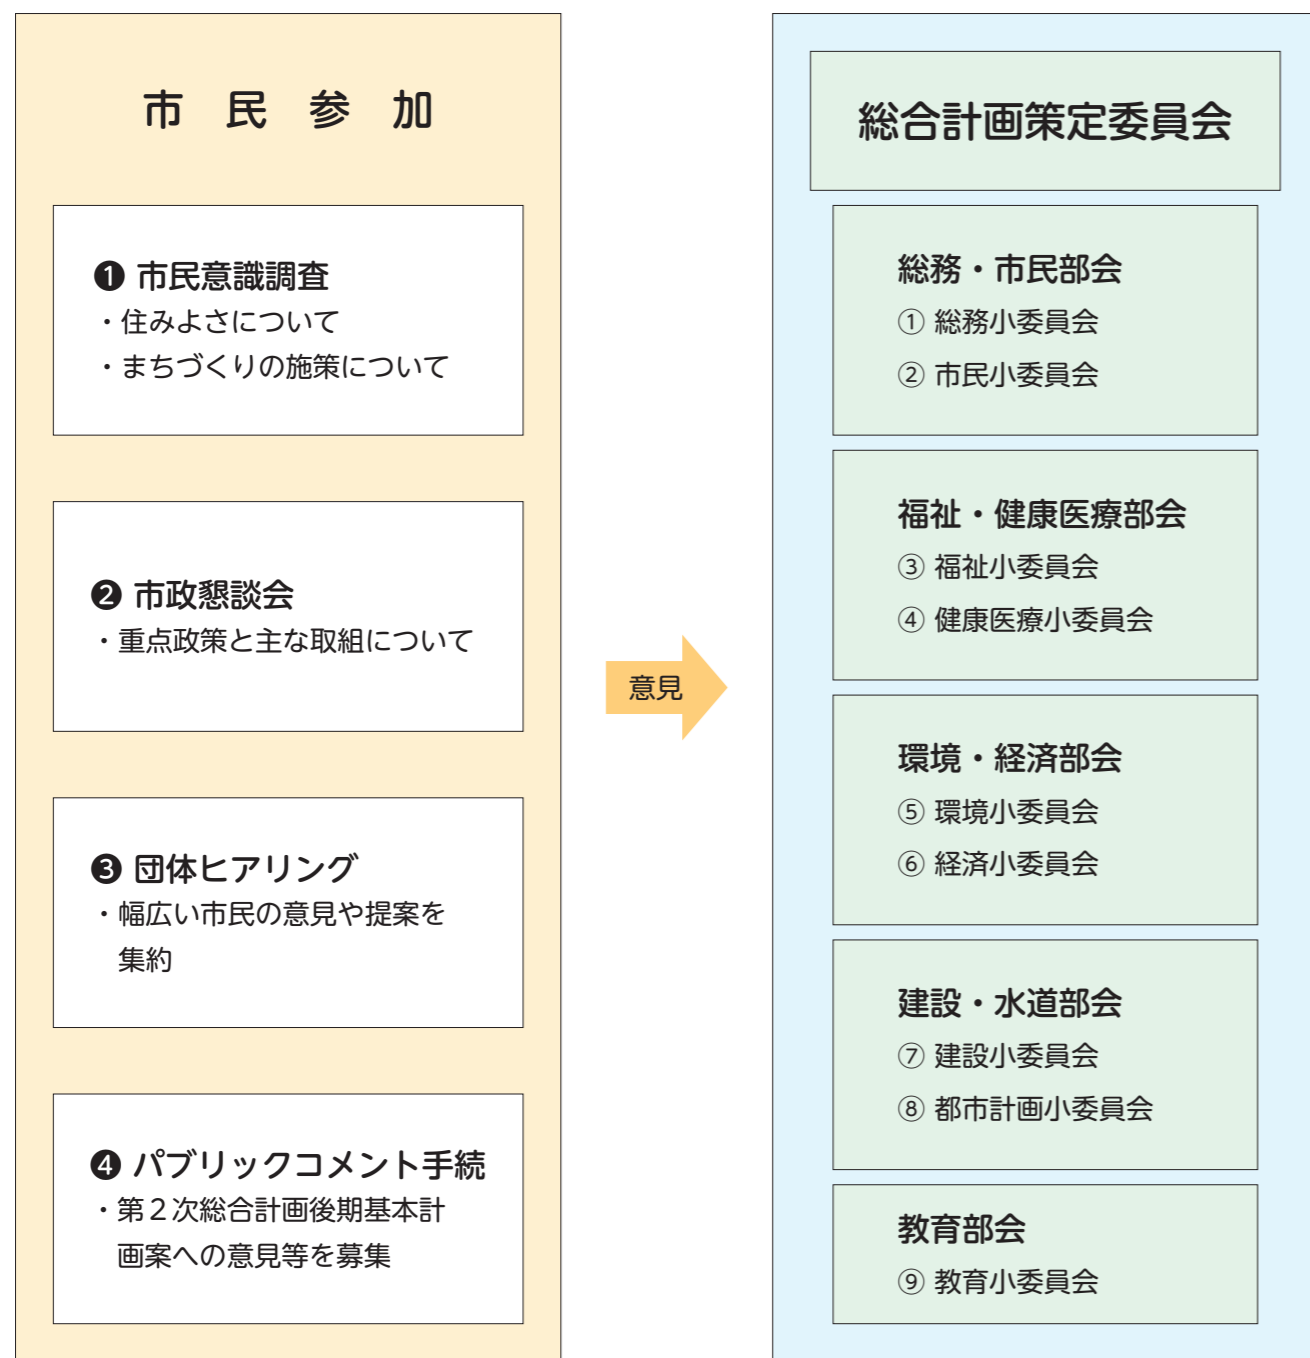 市民参加
❶ 市民意識調査
・住みよさについて
・まちづくりの施策について
❷ 市政懇談会
・重点政策と主な取組について
❸ 団体ヒアリング
・幅広い市民の意見や提案を
集約
❹ パブリックコメント手続
・第２次総合計画後期基本計
画案への意見等を募集
意見
総合計画策定委員会
総務・市民部会
① 総務小委員会
② 市民小委員会
福祉・健康医療部会
③ 福祉小委員会
④ 健康医療小委員会
環境・経済部会
⑤ 環境小委員会
⑥ 経済小委員会
建設・水道部会
⑦ 建設小委員会
⑧ 都市計画小委員会
教育部会
⑨ 教育小委員会